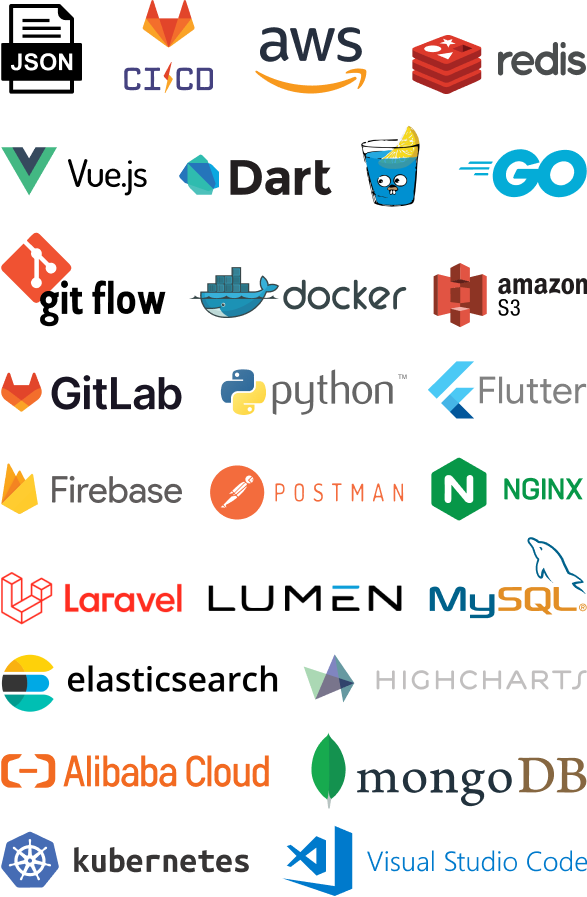 JSON
CI/CD
aws
redis
Vue.js
Dart
GO
git flow
docker
amazon
S3
GitLab
python™
Flutter
Firebase
POSTMAN
N
NGINX
Laravel
LUMEN
MySQL®
elasticsearch
HIGHCHARTS
Alibaba Cloud
mongoDB
kubernetes
Visual Studio Code